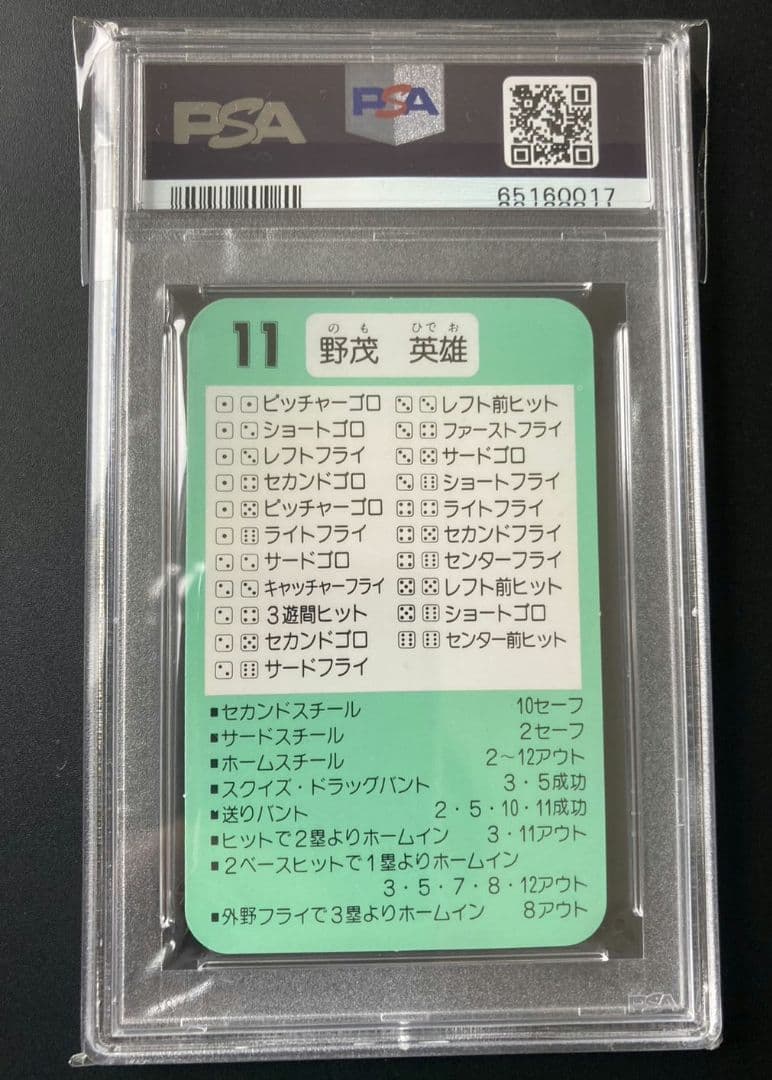 PSA
PSA
65160017
11
のも ひでお
野茂 英雄
⚀⚀ピッチャーゴロ
⚀⚁ショートゴロ
⚀⚂レフトフライ
⚀⚃セカンドゴロ
⚀⚄ピッチャーゴロ
⚀⚅ライトフライ
⚁⚁サードゴロ
⚁⚂キャッチャーフライ
⚁⚃3遊間ヒット
⚁⚄セカンドゴロ
⚁⚅サードフライ
⚂⚂レフト前ヒット
⚂⚃ファーストフライ
⚂⚄サードゴロ
⚂⚅ショートフライ
⚃⚃ライトフライ
⚃⚄セカンドフライ
⚃⚅センターフライ
⚄⚄レフト前ヒット
⚄⚅ショートゴロ
⚅⚅センター前ヒット
■セカンドスチール 10セーフ
■サードスチール 2セーフ
■ホームスチール 2〜12アウト
■スクイズ・ドラッグバント 3・5成功
■送りバント 2・5・10・11成功
■ヒットで2塁よりホームイン 3・11アウト
■2ベースヒットで1塁よりホームイン
3・5・7・8・12アウト
■外野フライで3塁よりホームイン 8アウト
PSA